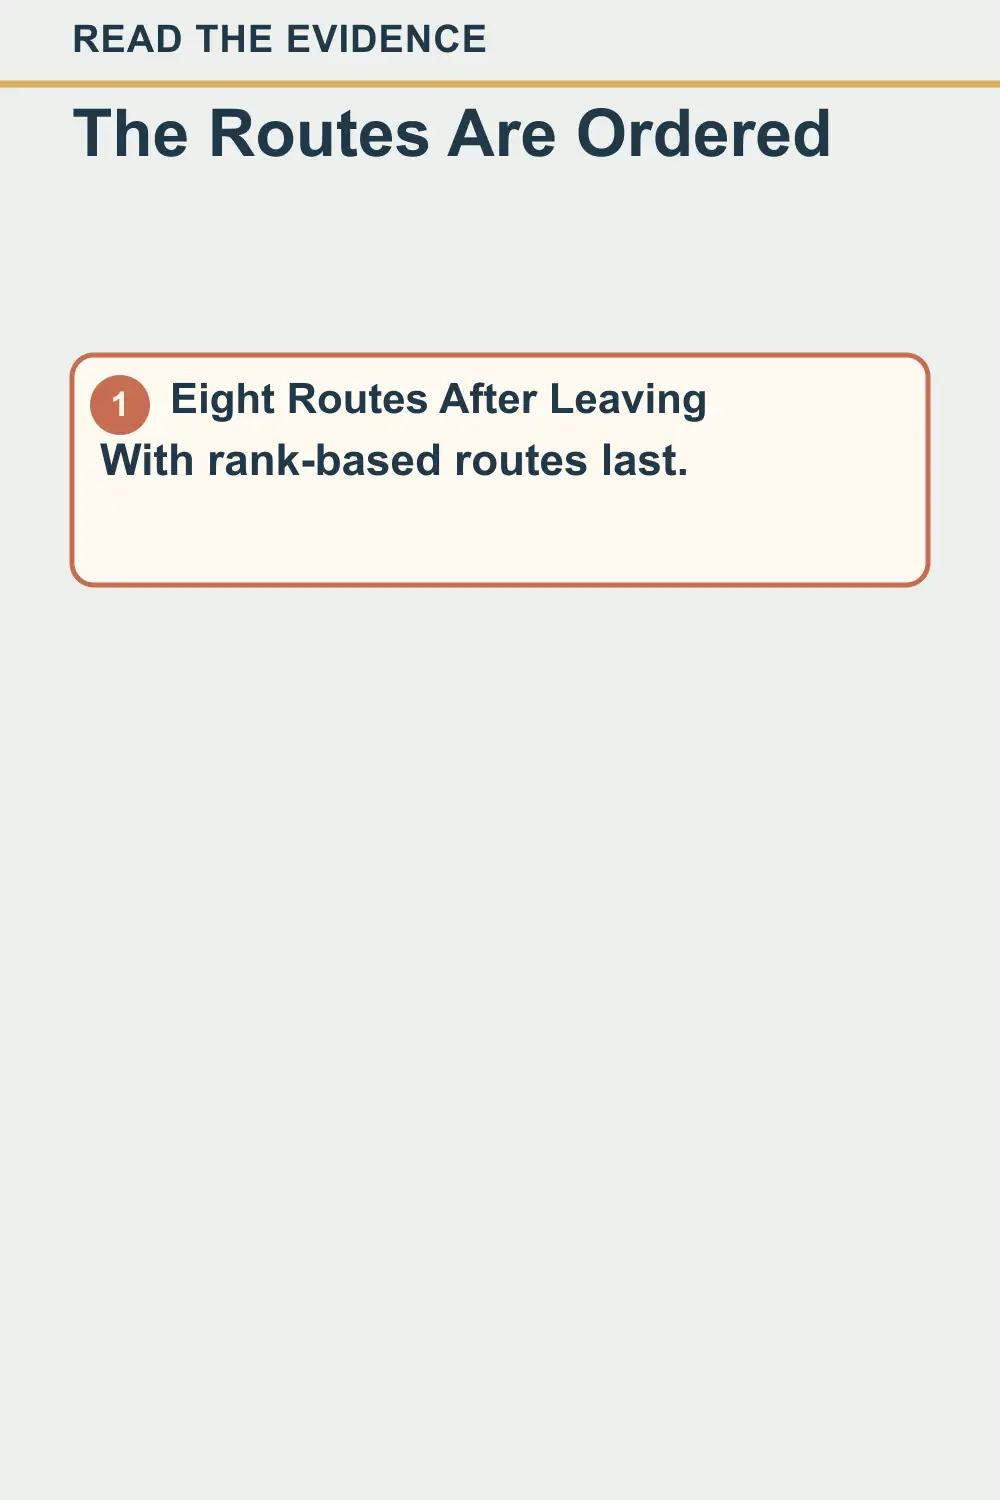 READ THE EVIDENCE
The Routes Are Ordered
1 Eight Routes After Leaving
With rank-based routes last.